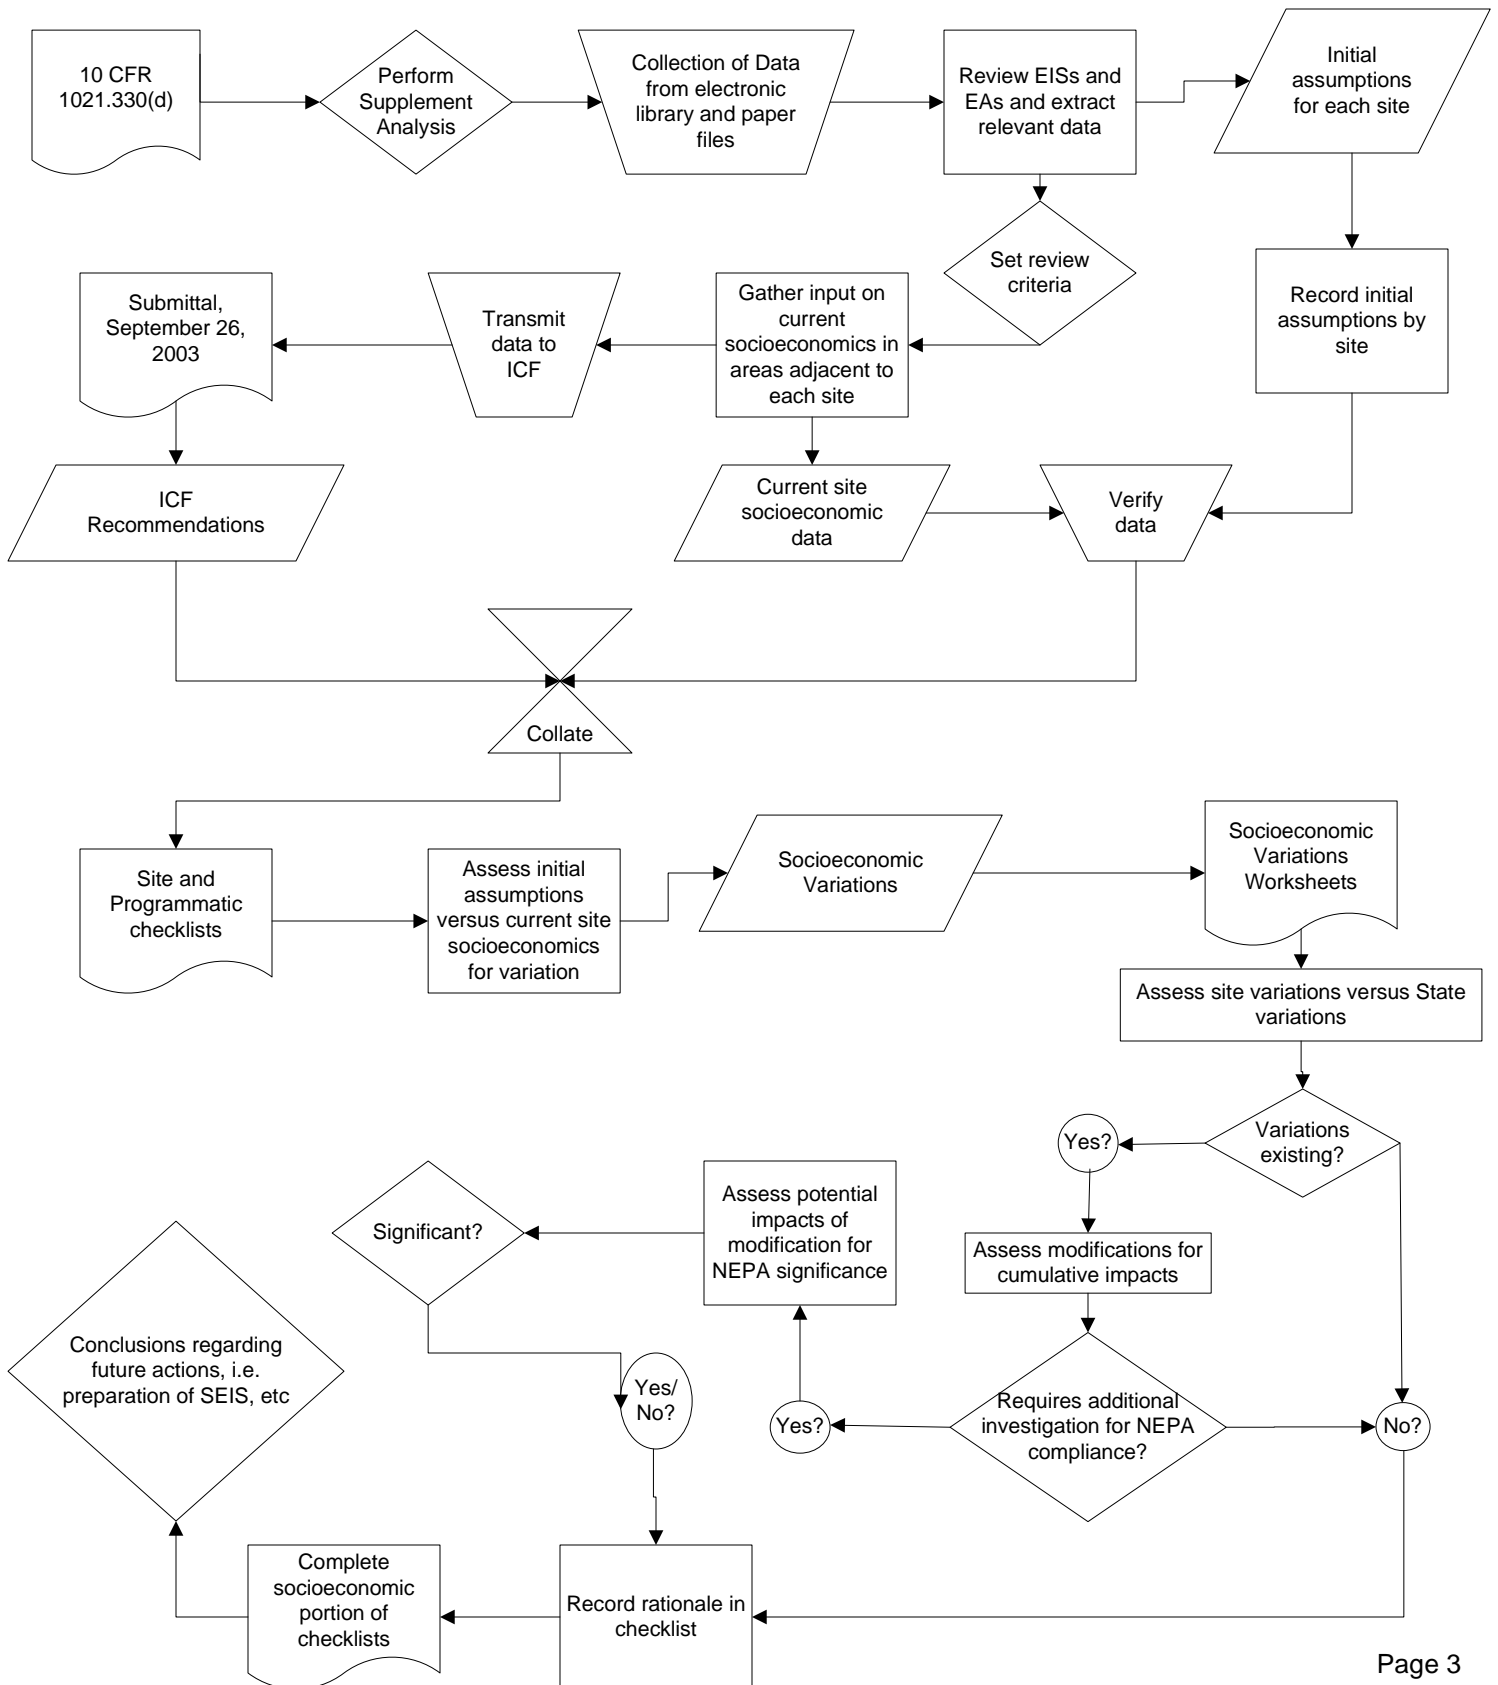 10 CFR
1021.330(d)
Perform
Supplement
Analysis
Collection of Data
from electronic
library and paper
files
Review EISs and
EAs and extract
relevant data
Initial
assumptions
for each site
Set review
criteria
Submittal,
September 26,
2003
Transmit
data to
ICF
Gather input on
current
socioeconomics in
areas adjacent to
each site
Record initial
assumptions by
site
ICF
Recommendations
Current site
socioeconomic
data
Verify
data
Collate
Site and
Programmatic
checklists
Assess initial
assumptions
versus current site
socioeconomics
for variation
Socioeconomic
Variations
Socioeconomic
Variations
Worksheets
Assess site variations versus State
variations
Variations
existing?
Yes?
Assess modifications for
cumulative impacts
Assess potential
impacts of
modification for
NEPA significance
Significant?
Requires additional
investigation for NEPA
compliance?
Yes?
No?
Yes/
No?
Conclusions regarding
future actions, i.e.
preparation of SEIS, etc
Complete
socioeconomic
portion of
checklists
Record rationale in
checklist
Page 3